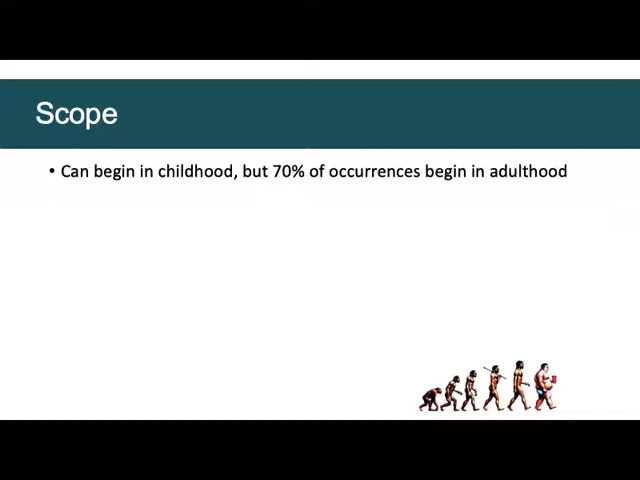 Scope
• Can begin in childhood, but 70% of occurrences begin in adulthood